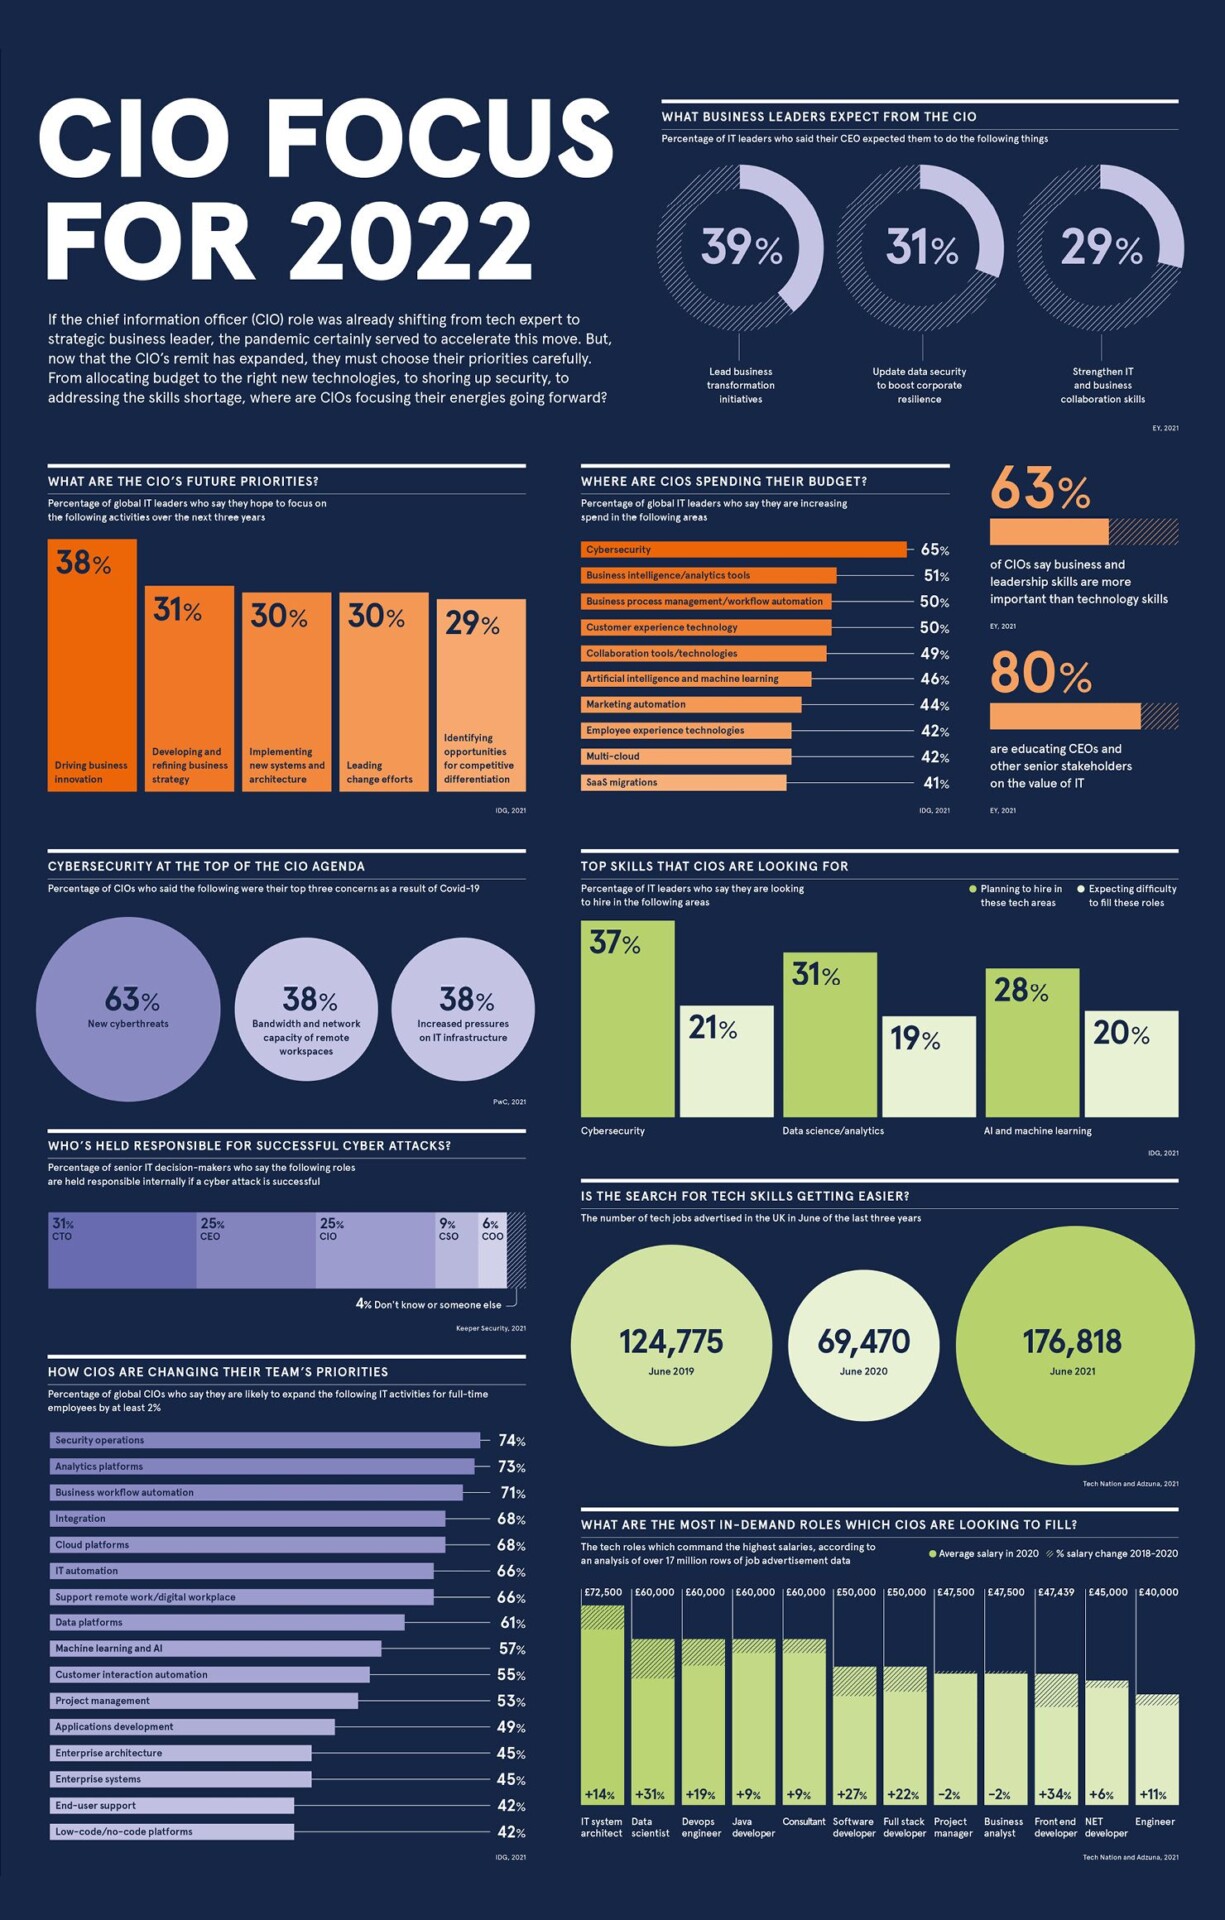 CIO FOCUS
FOR 2022
If the chief information officer (CIO) role was already shifting from tech expert to
strategic business leader, the pandemic certainly served to accelerate this move. But,
now that the CIO's remit has expanded, they must choose their priorities carefully.
From allocating budget to the right new technologies, to shoring up security, to
addressing the skills shortage, where are CIOs focusing their energies going forward?
WHAT BUSINESS LEADERS EXPECT FROM THE CIO
Percentage of IT leaders who said their CEO expected them to do the following things
39%
Lead business
transformation
initiatives
31%
Update data security
to boost corporate
resilience
29%
Strengthen IT
and business
collaboration skills
EY, 2021
WHAT ARE THE CIO'S FUTURE PRIORITIES?
Percentage of global IT leaders who say they hope to focus on
the following activities over the next three years
38%
Driving business
innovation
31%
Developing and
refining business
strategy
30%
Implementing
new systems and
architecture
30%
Leading
change efforts
29%
Identifying
opportunities
for competitive
differentiation
IDG, 2021
WHERE ARE CIOS SPENDING THEIR BUDGET?
Percentage of global IT leaders who say they are increasing
spend in the following areas
Cybersecurity 65%
Business intelligence/analytics tools 51%
Business process management/workflow automation 50%
Customer experience technology 50%
Collaboration tools/technologies 49%
Artificial intelligence and machine learning 46%
Marketing automation 44%
Employee experience technologies 42%
Multi-cloud 42%
SaaS migrations 41%
IDG, 2021
63%
of CIOs say business and
leadership skills are more
important than technology skills
EY, 2021
80%
are educating CEOs and
other senior stakeholders
on the value of IT
EY, 2021
CYBERSECURITY AT THE TOP OF THE CIO AGENDA
Percentage of CIOs who said the following were their top three concerns as a result of Covid-19
63%
New cyberthreats
38%
Bandwidth and network
capacity of remote
workspaces
38%
Increased pressures
on IT infrastructure
PwC, 2021
TOP SKILLS THAT CIOS ARE LOOKING FOR
Percentage of IT leaders who say they are looking
to hire in the following areas
Planning to hire in
these tech areas
Expecting difficulty
to fill these roles
37%
21%
Cybersecurity
31%
19%
Data science/analytics
28%
20%
AI and machine learning
IDG, 2021
WHO'S HELD RESPONSIBLE FOR SUCCESSFUL CYBER ATTACKS?
Percentage of senior IT decision-makers who say the following roles
are held responsible internally if a cyber attack is successful
31%
CTO
25%
CEO
25%
CIO
9%
CSO
6%
COO
4% Don't know or someone else
Keeper Security, 2021
IS THE SEARCH FOR TECH SKILLS GETTING EASIER?
The number of tech jobs advertised in the UK in June of the last three years
124,775
June 2019
69,470
June 2020
176,818
June 2021
Tech Nation and Adzuna, 2021
HOW CIOS ARE CHANGING THEIR TEAM'S PRIORITIES
Percentage of global CIOs who say they are likely to expand the following IT activities for full-time
employees by at least 2%
Security operations 74%
Analytics platforms 73%
Business workflow automation 71%
Integration 68%
Cloud platforms 68%
IT automation 66%
Support remote work/digital workplace 66%
Data platforms 61%
Machine learning and AI 57%
Customer interaction automation 55%
Project management 53%
Applications development 49%
Enterprise architecture 45%
Enterprise systems 45%
End-user support 42%
Low-code/no-code platforms 42%
IDG, 2021
WHAT ARE THE MOST IN-DEMAND ROLES WHICH CIOS ARE LOOKING TO FILL?
The tech roles which command the highest salaries, according to
an analysis of over 17 million rows of job advertisement data
Average salary in 2020 % salary change 2018-2020
£72,500 £60,000 £60,000 £60,000 £60,000 £50,000 £50,000 £47,500 £47,500 £47,439 £45,000 £40,000
+14% +31% +19% +9% +9% +27% +22% -2% -2% +34% +6% +11%
IT system Data Devops Java Consultant Software Full stack Project Business Front end NET Engineer
architect scientist engineer developer developer developer manager analyst developer developer
Tech Nation and Adzuna, 2021